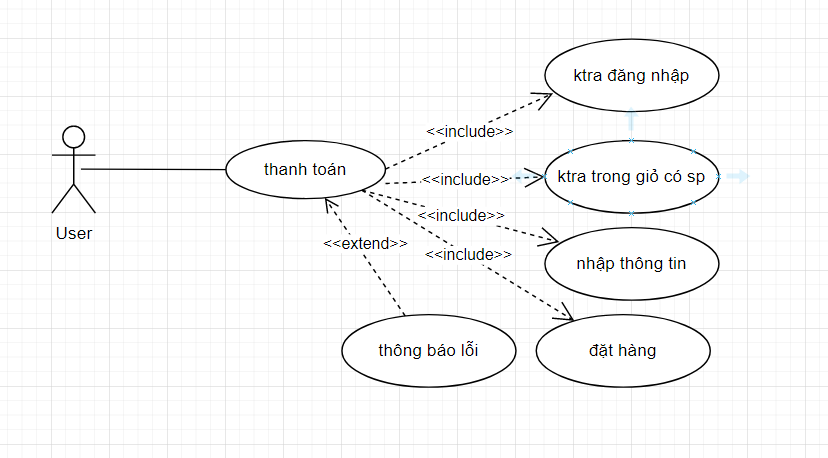 ktra đăng nhập
<<include>>
thanh toán
<<include>>
ktra trong giỏ có sp
<<include>>
User
<<extend>>
<<include>>
nhập thông tin
thông báo lỗi
đặt hàng